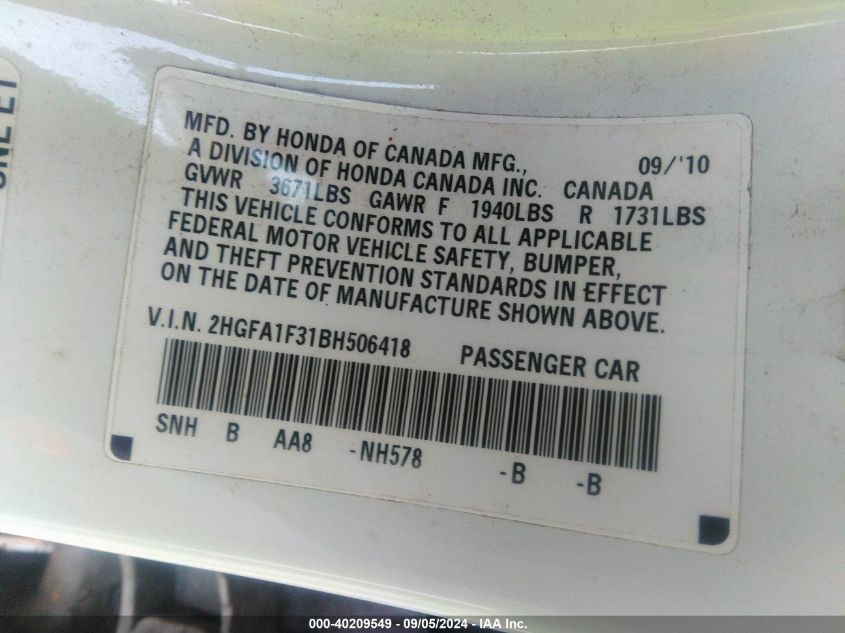 MFD. BY HONDA OF CANADA MFG., 09/'10
A DIVISION OF HONDA CANADA INC. CANADA
GVWR 3671LBS GAWR F 1940LBS R 1731LBS
THIS VEHICLE CONFORMS TO ALL APPLICABLE
FEDERAL MOTOR VEHICLE SAFETY, BUMPER,
AND THEFT PREVENTION STANDARDS IN EFFECT
ON THE DATE OF MANUFACTURE SHOWN ABOVE.
V.I.N. 2HGFA1F31BH506418 PASSENGER CAR
SNH B AA8 -NH578 -B -B
000-40209549 - 09/05/2024 - IAA Inc.